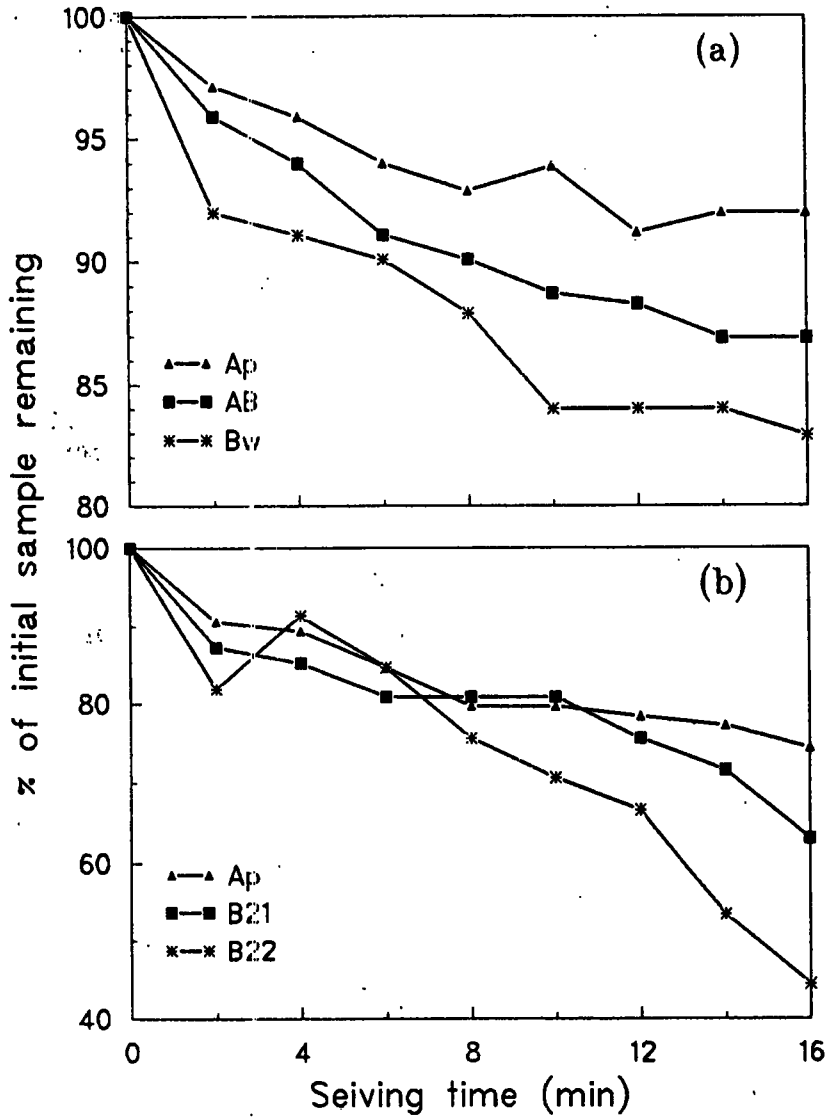 100
95
90
85
80
(a)
Ap
AB
Bw
% of initial sample remaining
100
80
60
40
(b)
Ap
B21
B22
0
4
8
12
16
Seiving time (min)